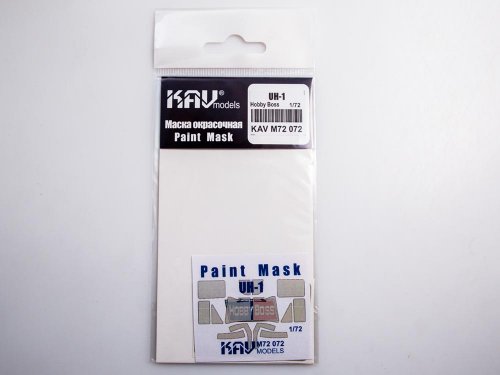 KAV®
models
Маска окрасочная
Paint Mask
UH-1
Hobby Boss 1/72
KAV M72 072
Paint Mask
UH-1
HOBBY BOSS
1/72
KAV M72 072
MODELS